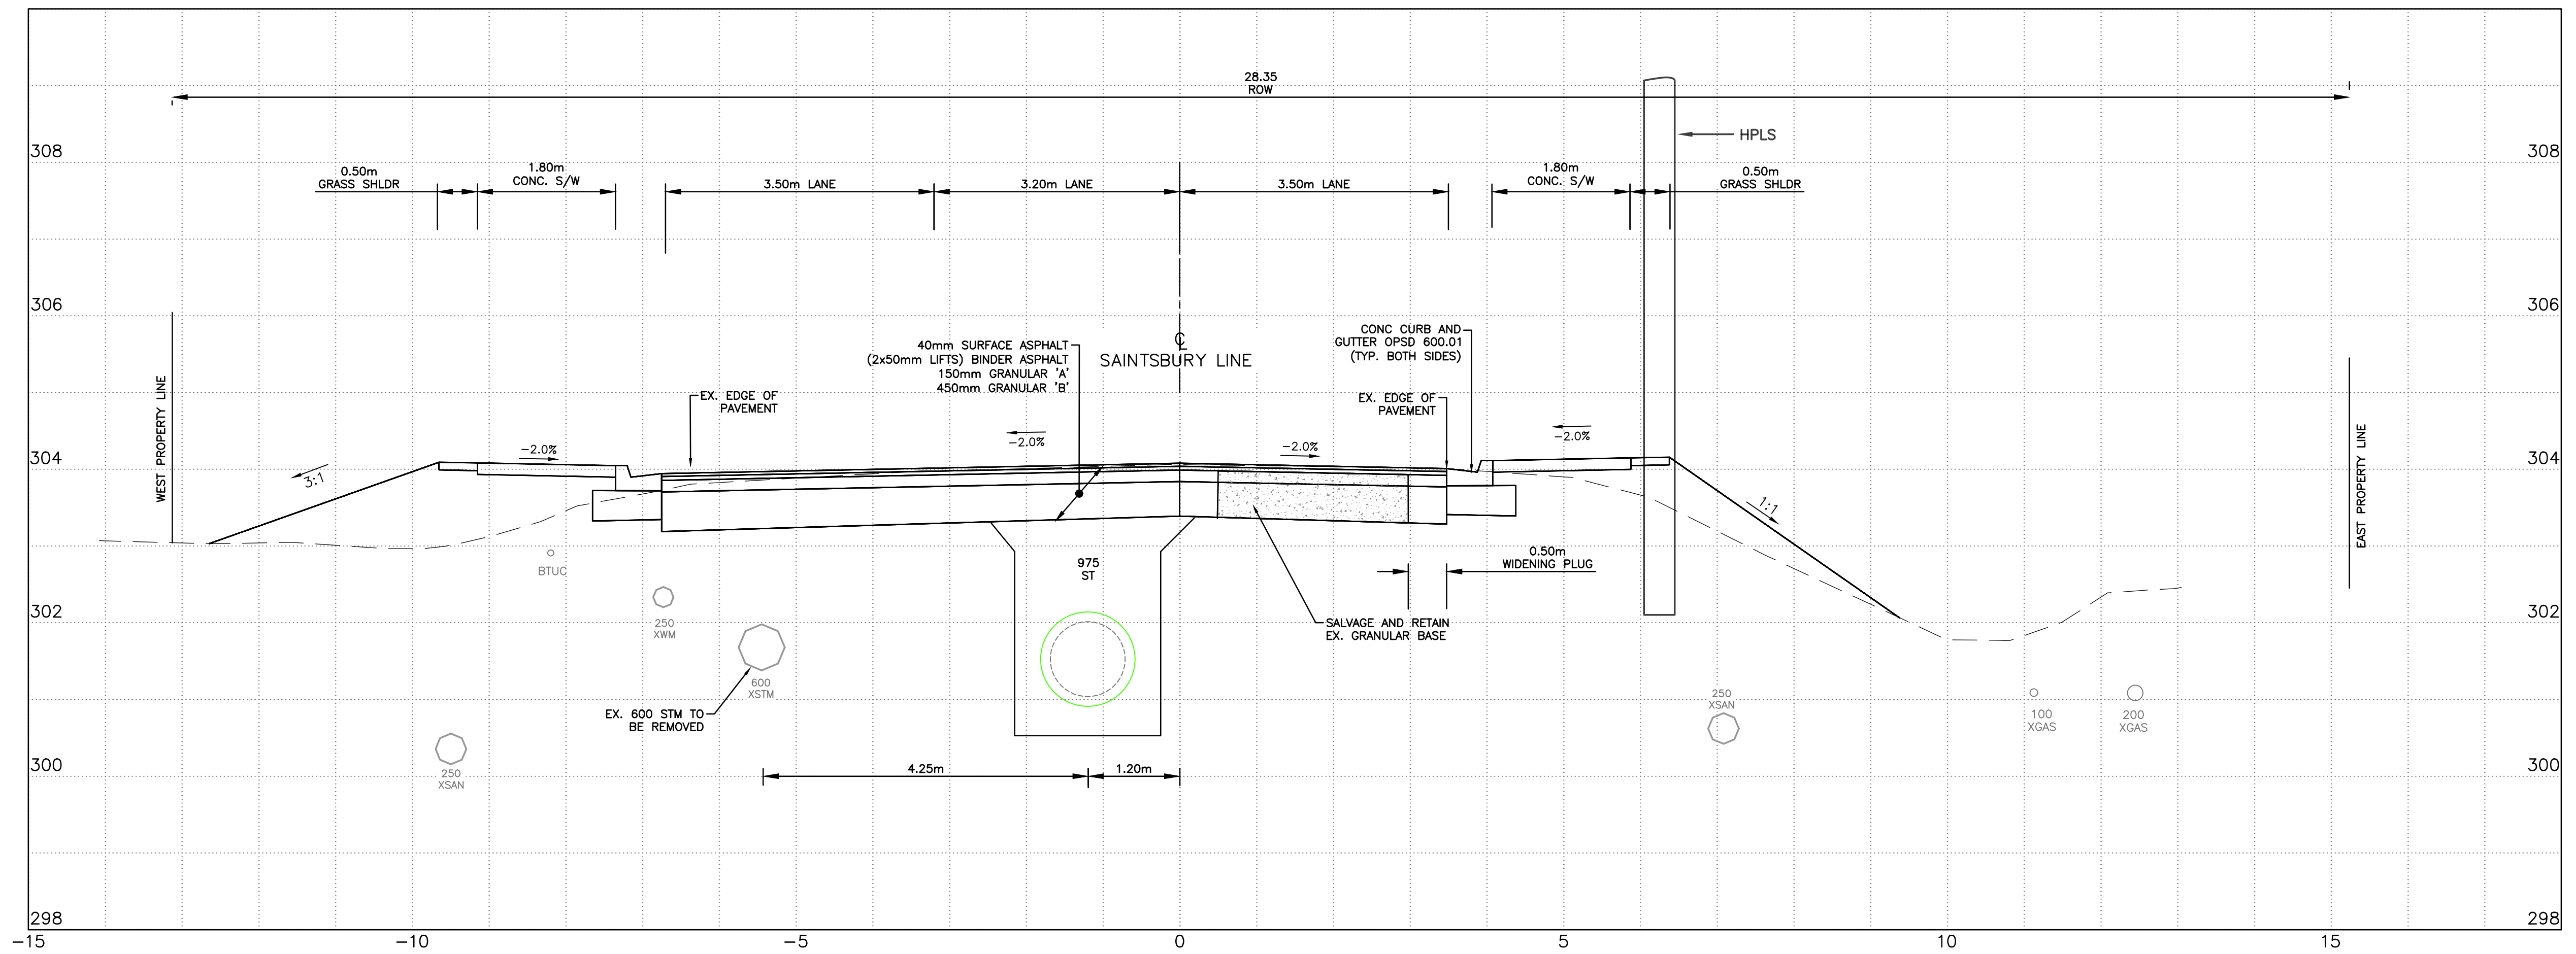 28.35
ROW
HPLS
308
308
0.50m
GRASS SHLDR
1.80m
CONC. S/W
3.50m LANE
3.20m LANE
3.50m LANE
1.80m
CONC. S/W
0.50m
GRASS SHLDR
306
306
40mm SURFACE ASPHALT
(2x50mm LIFTS) BINDER ASPHALT
150mm GRANULAR 'A'
450mm GRANULAR 'B'
CL
SAINTSBURY LINE
CONC CURB AND
GUTTER OPSD 600.01
(TYP. BOTH SIDES)
WEST PROPERTY LINE
EX. EDGE OF
PAVEMENT
EX. EDGE OF
PAVEMENT
EAST PROPERTY LINE
304
304
3:1
-2.0%
-2.0%
-2.0%
-2.0%
1:1
BTUC
975
ST
0.50m
WIDENING PLUG
302
302
250
XWM
SALVAGE AND RETAIN
EX. GRANULAR BASE
600
XSTM
EX. 600 STM TO
BE REMOVED
250
XSAN
100
XGAS
200
XGAS
300
300
250
XSAN
4.25m
1.20m
298
298
-15
-10
-5
0
5
10
15